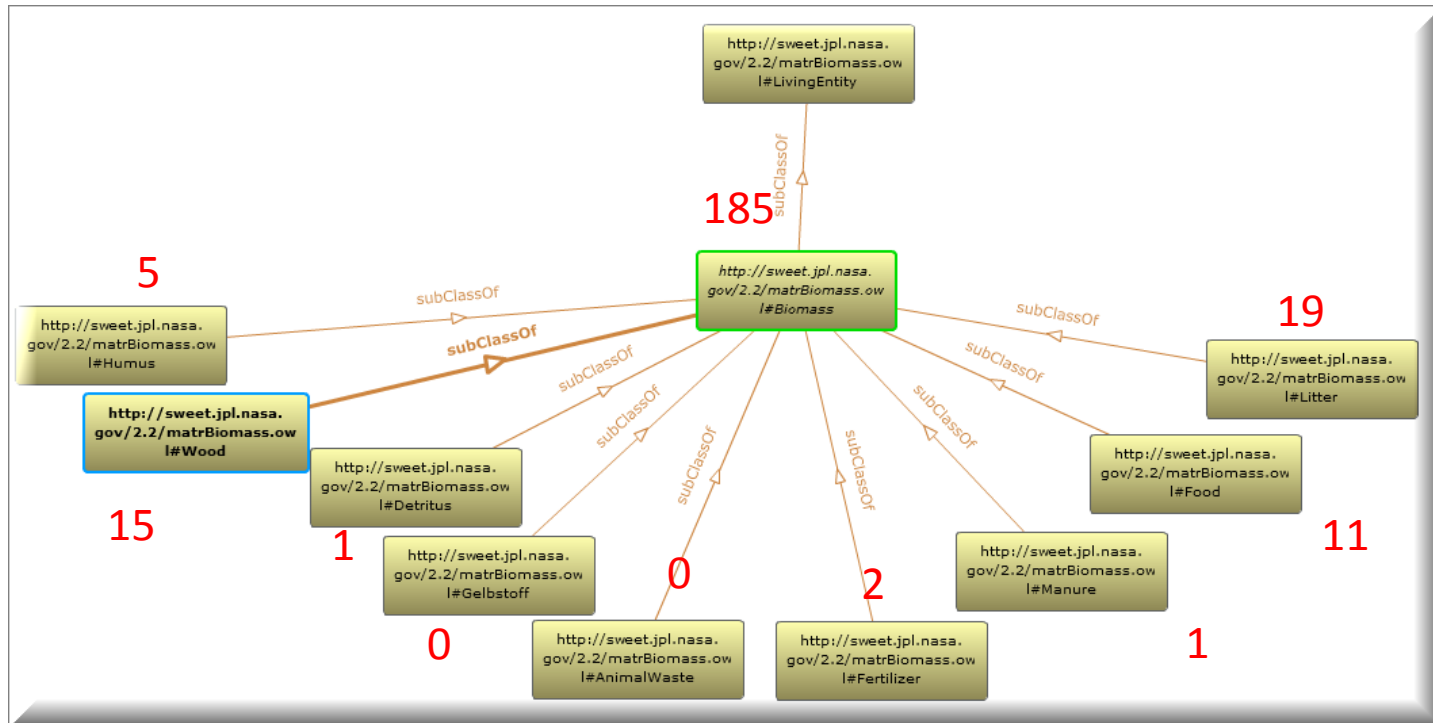 http://sweet.jpl.nasa.
gov/2.2/matrBiomass.ow
l#LivingEntity
subClassOf
185
http://sweet.jpl.nasa.
gov/2.2/matrBiomass.ow
l#Biomass
5
subClassOf
http://sweet.jpl.nasa.
gov/2.2/matrBiomass.ow
l#Humus
subClassOf
19
subClassOf
http://sweet.jpl.nasa.
gov/2.2/matrBiomass.ow
l#Litter
http://sweet.jpl.nasa.
gov/2.2/matrBiomass.ow
l#Wood
15
subClassOf
http://sweet.jpl.nasa.
gov/2.2/matrBiomass.ow
l#Detritus
1
subClassOf
http://sweet.jpl.nasa.
gov/2.2/matrBiomass.ow
l#Gelbstoff
0
subClassOf
0
http://sweet.jpl.nasa.
gov/2.2/matrBiomass.ow
l#AnimalWaste
subClassOf
2
http://sweet.jpl.nasa.
gov/2.2/matrBiomass.ow
l#Fertilizer
subClassOf
http://sweet.jpl.nasa.
gov/2.2/matrBiomass.ow
l#Manure
1
subClassOf
http://sweet.jpl.nasa.
gov/2.2/matrBiomass.ow
l#Food
11